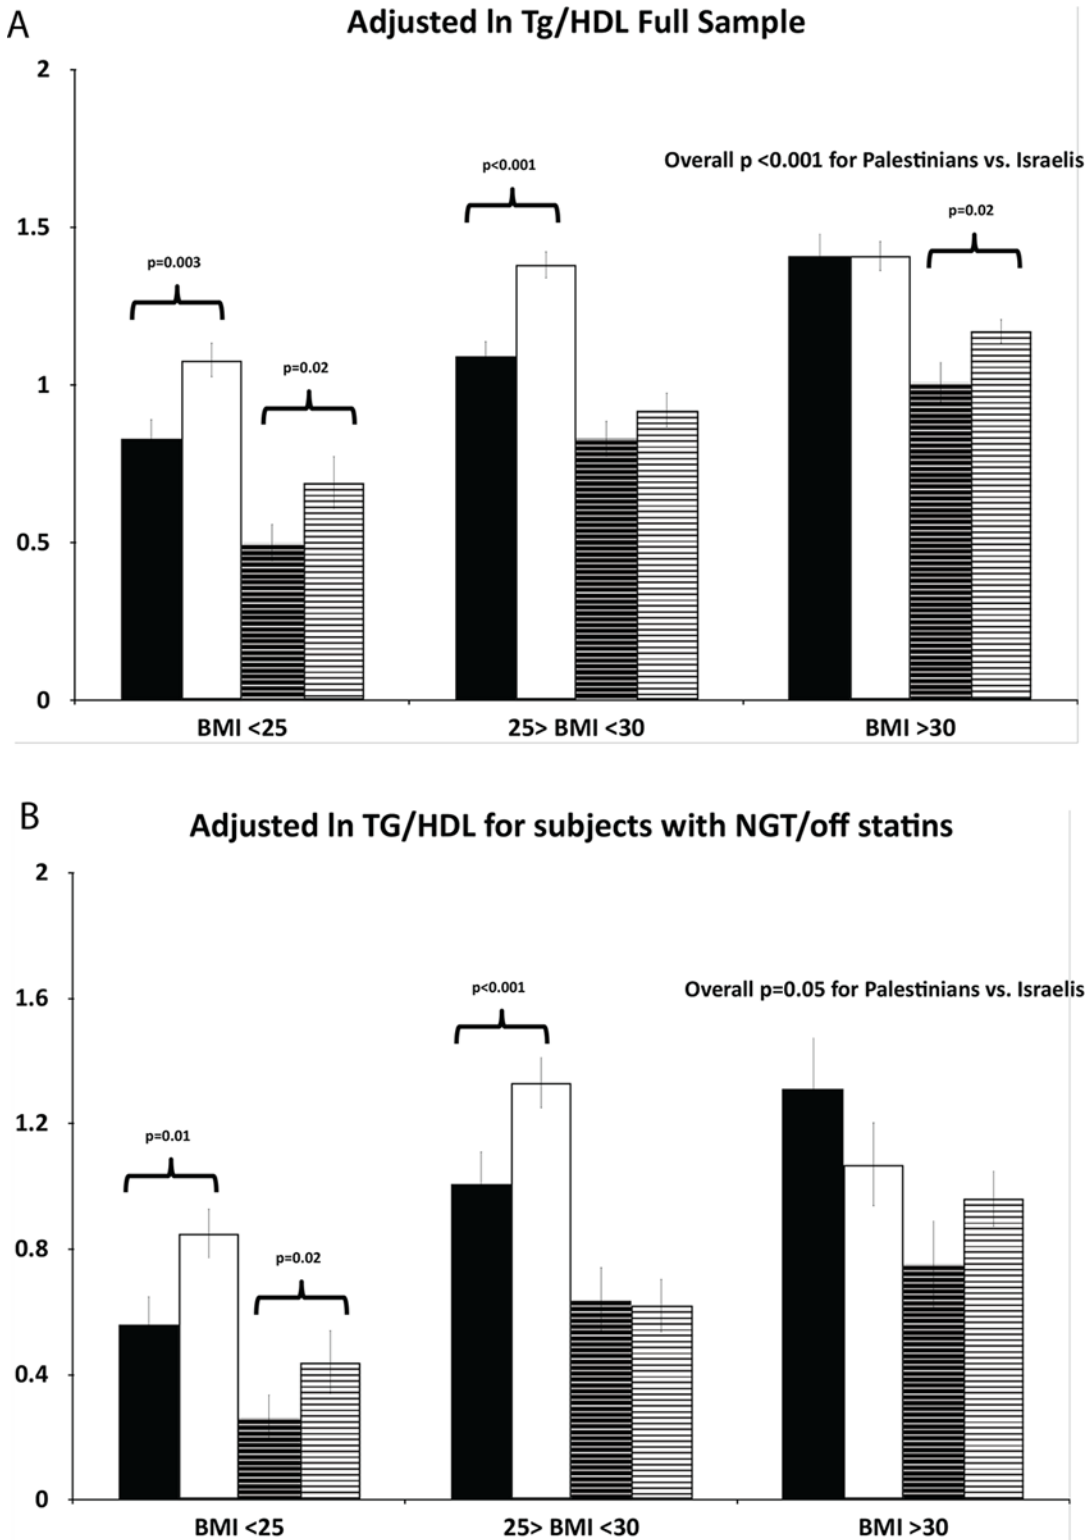 A
Adjusted ln Tg/HDL Full Sample
2
p<0.001
Overall p <0.001 for Palestinians vs. Israelis
p=0.02
1.5
p=0.003
p=0.02
1
0.5
0
BMI <25
25> BMI <30
BMI >30
B
Adjusted ln TG/HDL for subjects with NGT/off statins
2
p<0.001
Overall p=0.05 for Palestinians vs. Israelis
1.6
1.2
p=0.01
0.8
p=0.02
0.4
0
BMI <25
25> BMI <30
BMI >30